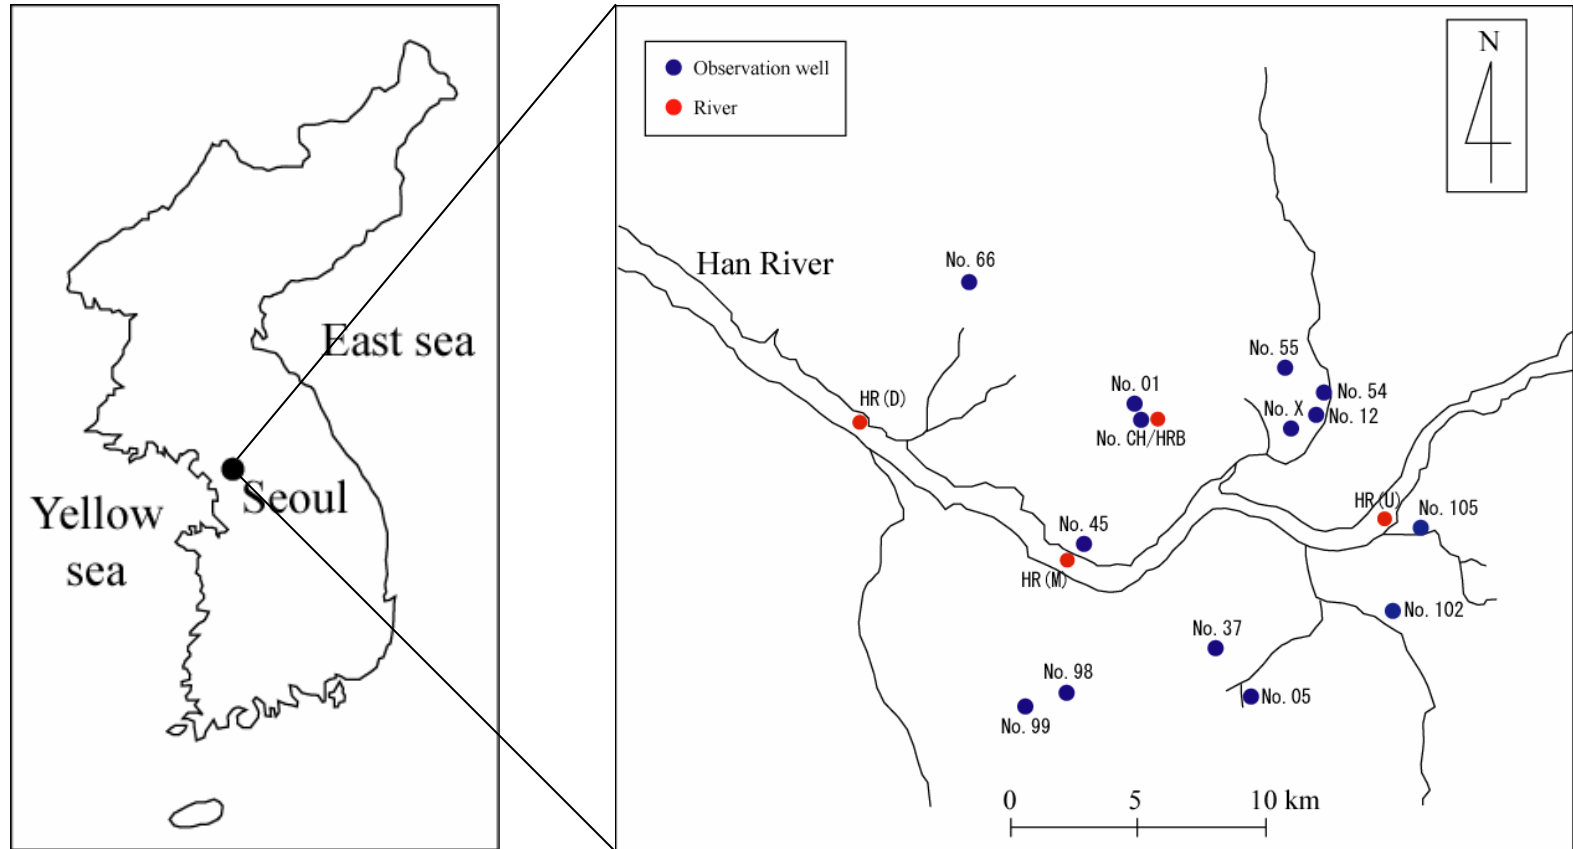 East sea
Seoul
Yellow
sea
Observation well
River
N
Han River
No. 66
HR(D)
No. 01
No. CH/HRB
No. 55
No. 54
No. X
No. 12
HR(U)
No. 105
No. 45
HR(M)
No. 102
No. 37
No. 98
No. 05
No. 99
0 5 10 km